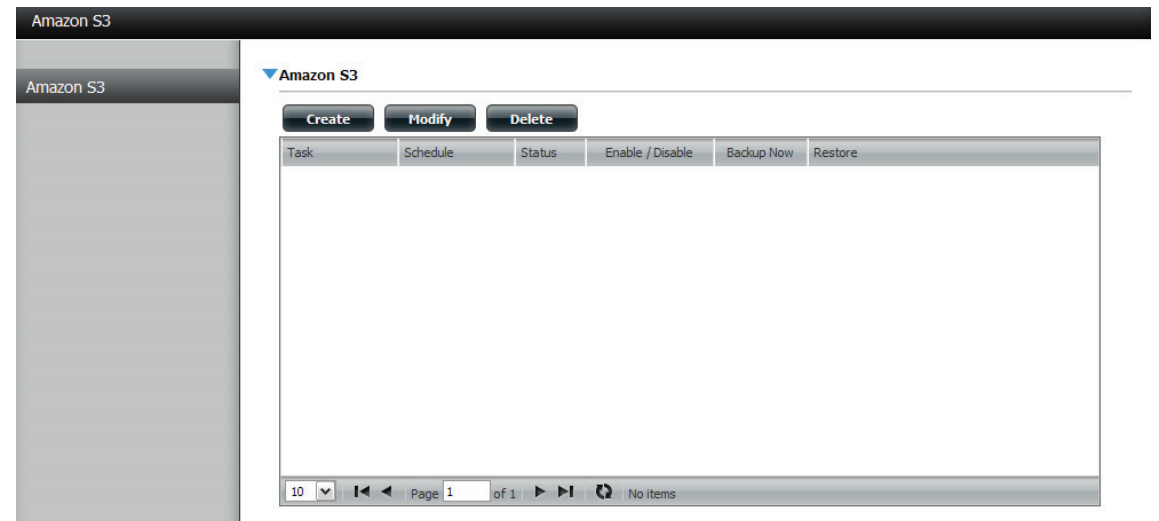 Amazon S3
Amazon S3
Amazon S3
Create Modify Delete
Task Schedule Status Enable / Disable Backup Now Restore
10 Page 1 of 1 No items